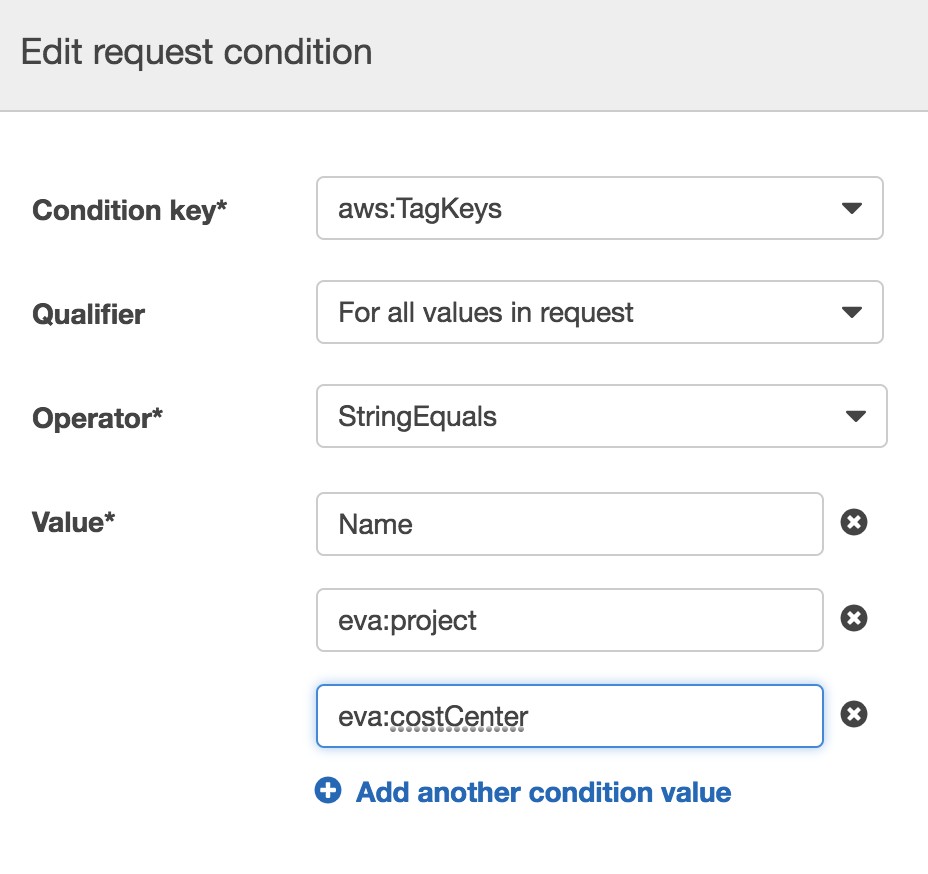 Edit request condition
Condition key* aws:TagKeys
Qualifier For all values in request
Operator* StringEquals
Value* Name
eva:project
eva:costCenter
Add another condition value